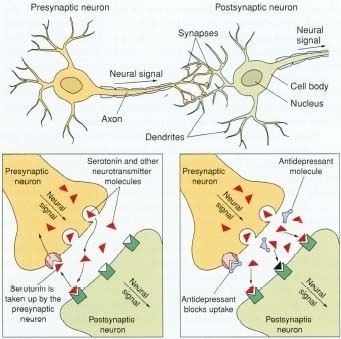 Presynaptic neuron
Postsynaptic neuron
Synapses
Neural
signal
Neural signal
Axon
Cell body
Nucleus
Dendrites
Presynaptic
neuron
Serotonin and other
neurotransmitter
molecules
Neural
signal
Serotonin is
taken up by the
presynaptic
neuron
Neural
signal
Postsynaptic
neuron
Presynaptic
neuron
Antidepressant
molecule
Neural
signal
Antidepressant
blocks uptake
Neural
signal
Postsynaptic
neuron